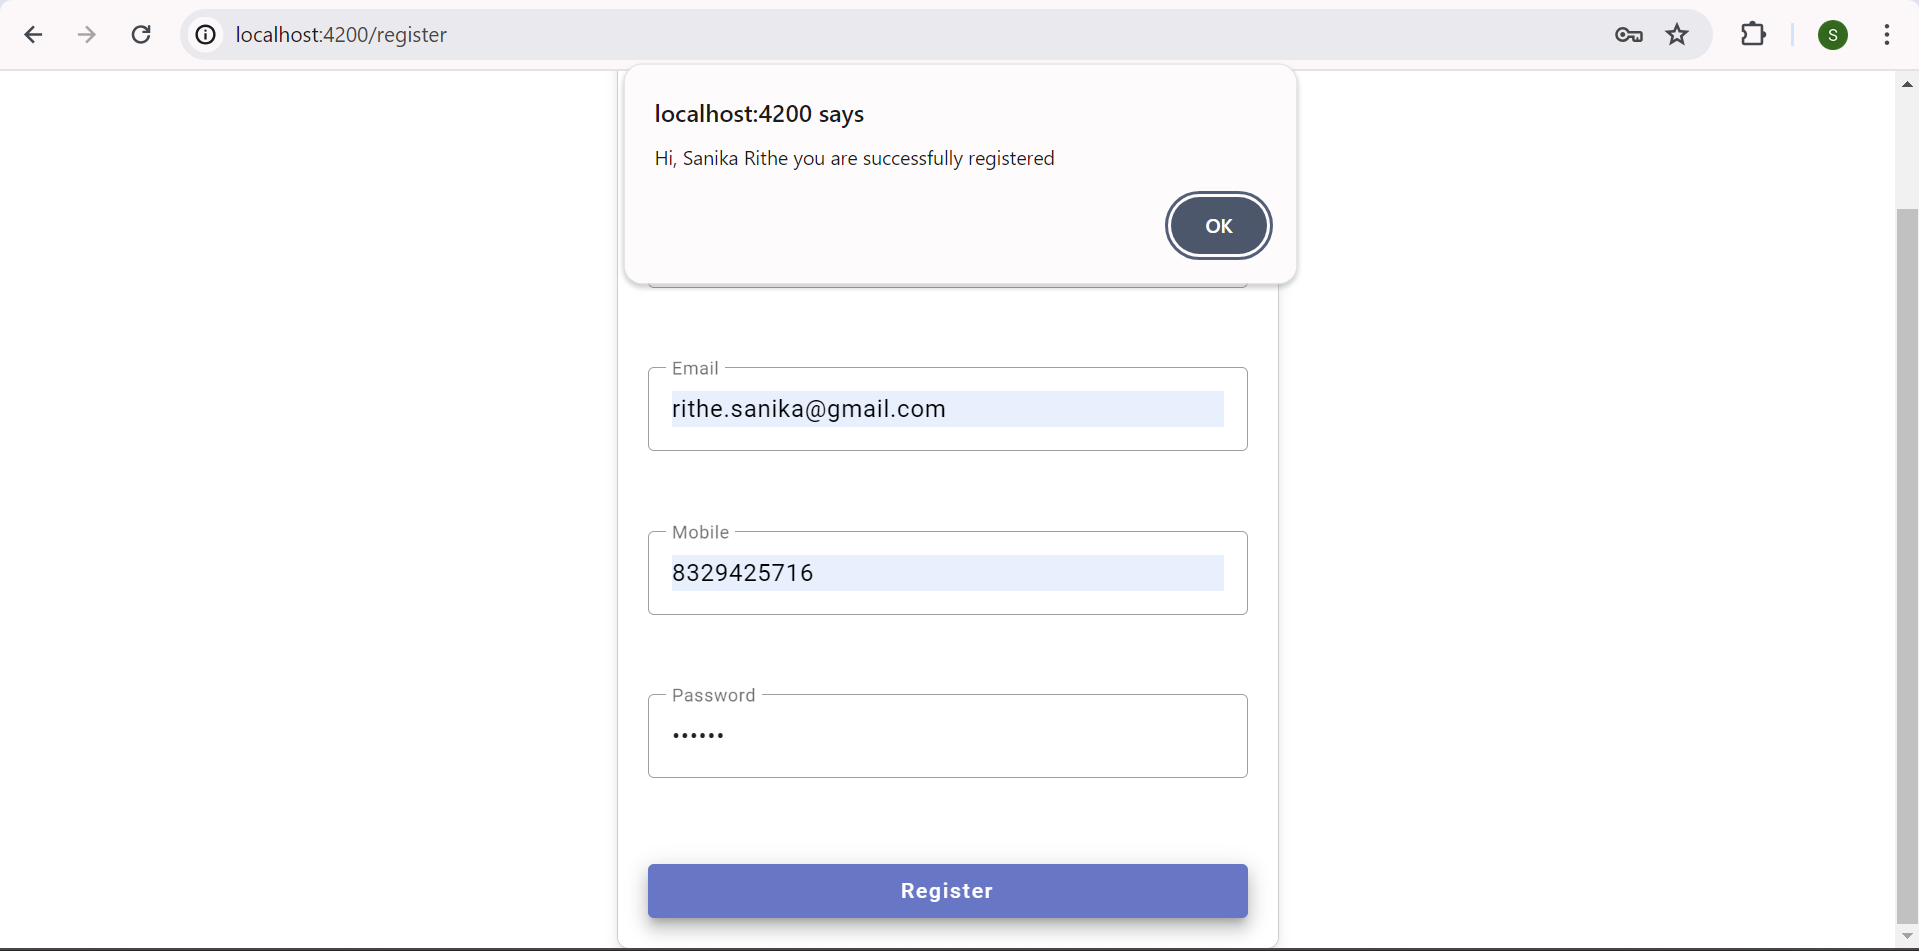 localhost:4200/register
S
localhost:4200 says
Hi, Sanika Rithe you are successfully registered
OK
Email
rithe.sanika@gmail.com
Mobile
8329425716
Password
••••••
Register